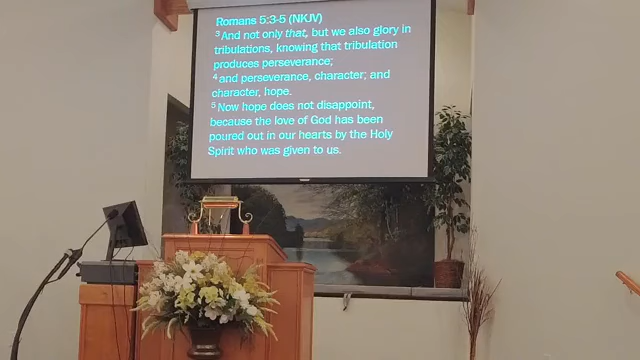 Romans 5:3-5 (NKJV)
3 And not only that, but we also glory in
tribulations, knowing that tribulation
produces perseverance;
4 and perseverance, character; and
character, hope.
5 Now hope does not disappoint,
because the love of God has been
poured out in our hearts by the Holy
Spirit who was given to us.